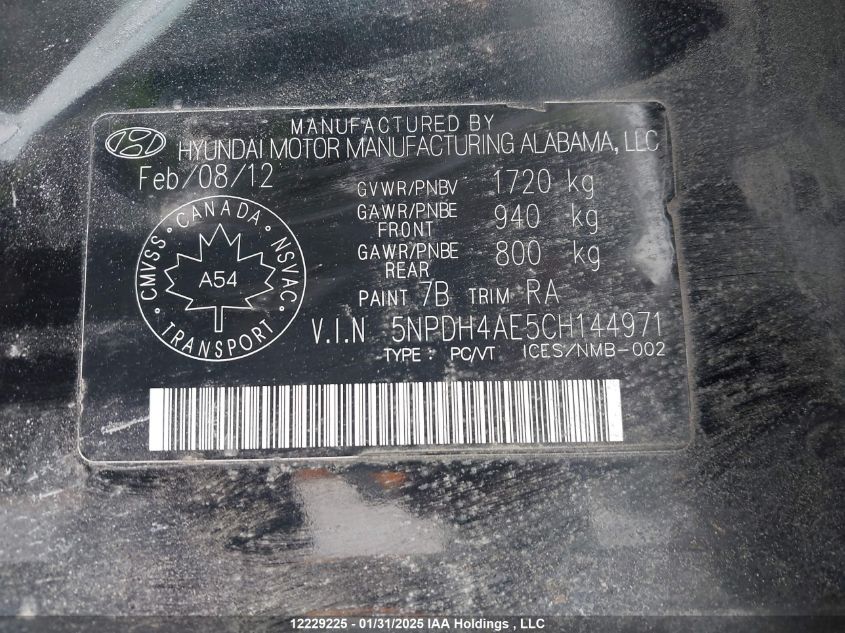 MANUFACTURED BY
HYUNDAI MOTOR MANUFACTURING ALABAMA, LLC
Feb/08/12
GVWR/PNBV 1720 kg
GAWR/PNBE FRONT 940 kg
GAWR/PNBE REAR 800 kg
PAINT 7B TRIM RA
CMVSS · CANADA · NSVAC · TRANSPORT ·
A54
V.I.N 5NPDH4AE5CH144971
TYPE : PC/VT ICES/NMB-002
12229225 - 01/31/2025 IAA Holdings , LLC